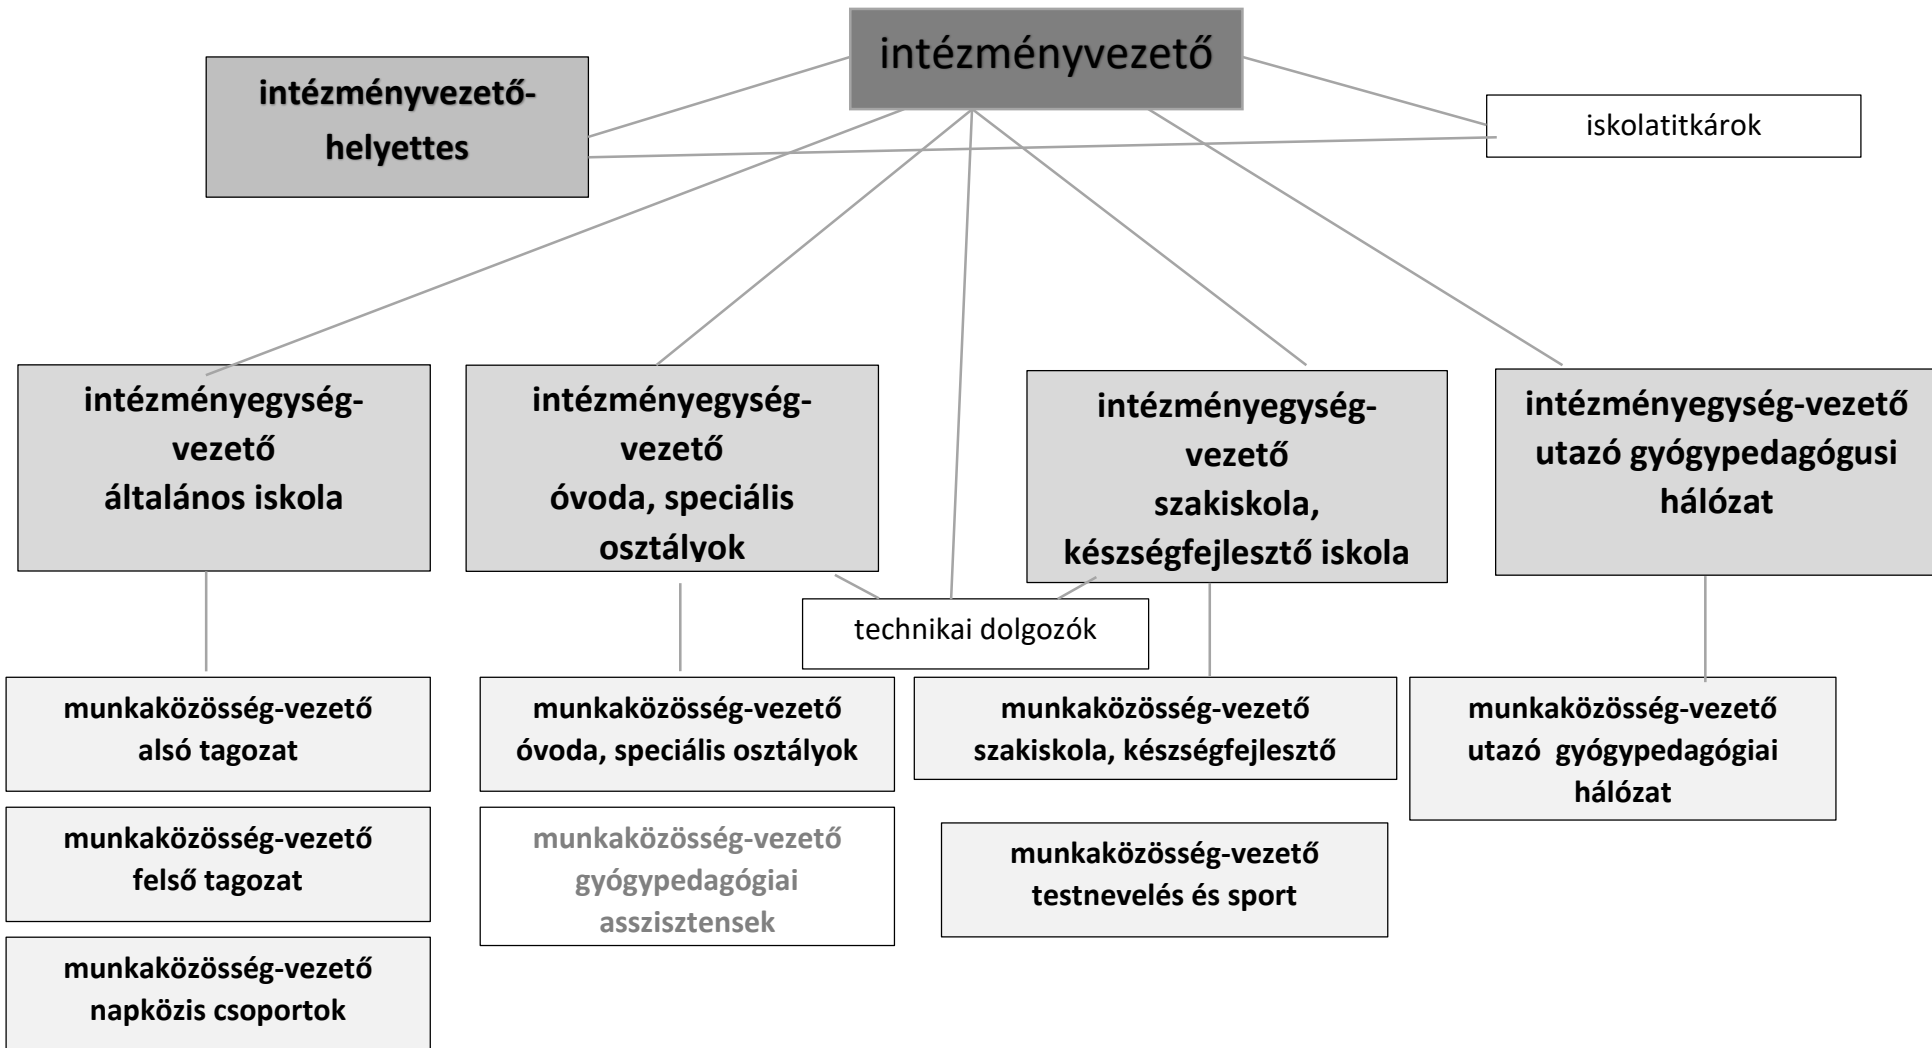 intézményvezető
intézményvezető-
helyettes
iskolatitkárok
intézményegység-
vezető
általános iskola
intézményegység-
vezető
óvoda, speciális
osztályok
intézményegység-
vezető
szakiskola,
készségfejlesztő iskola
intézményegység-vezető
utazó gyógypedagógusi
hálózat
technikai dolgozók
munkaközösség-vezető
alsó tagozat
munkaközösség-vezető
óvoda, speciális osztályok
munkaközösség-vezető
szakiskola, készségfejlesztő
munkaközösség-vezető
utazó  gyógypedagógiai
hálózat
munkaközösség-vezető
felső tagozat
munkaközösség-vezető
gyógypedagógiai
asszisztensek
munkaközösség-vezető
testnevelés és sport
munkaközösség-vezető
napközis csoportok